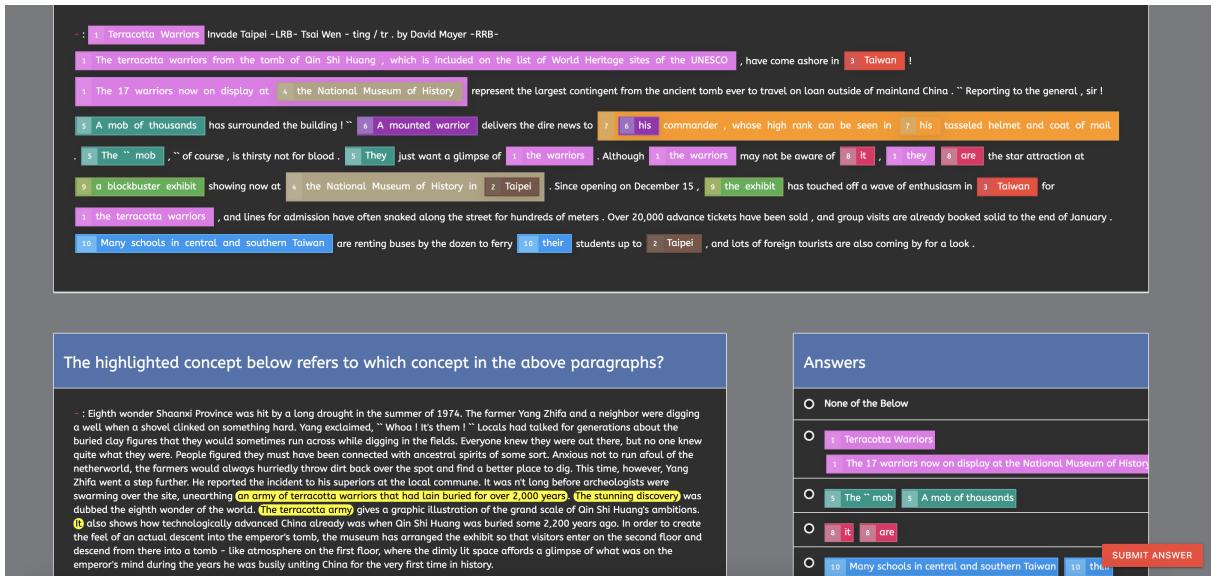 - : 1 Terracotta Warriors Invade Taipei -LRB- Tsai Wen - ting / tr . by David Mayer -RRB-
1 The terracotta warriors from the tomb of Qin Shi Huang , which is included on the list of World Heritage sites of the UNESCO , have come ashore in 3 Taiwan !
1 The 17 warriors now on display at 4 the National Museum of History represent the largest contingent from the ancient tomb ever to travel on loan outside of mainland China . `` Reporting to the general , sir !
5 A mob of thousands has surrounded the building ! `` 6 A mounted warrior delivers the dire news to 7 6 his commander , whose high rank can be seen in 7 his tasseled helmet and coat of mail
. 5 The `` mob , `` of course , is thirsty not for blood . 5 They just want a glimpse of 1 the warriors . Although 1 the warriors may not be aware of 8 it , 1 they 8 are the star attraction at
9 a blockbuster exhibit showing now at 4 the National Museum of History in 2 Taipei . Since opening on December 15 , 9 the exhibit has touched off a wave of enthusiasm in 3 Taiwan for
1 the terracotta warriors , and lines for admission have often snaked along the street for hundreds of meters . Over 20,000 advance tickets have been sold , and group visits are already booked solid to the end of January .
10 Many schools in central and southern Taiwan are renting buses by the dozen to ferry 10 their students up to 2 Taipei , and lots of foreign tourists are also coming by for a look .
The highlighted concept below refers to which concept in the above paragraphs?
- : Eighth wonder Shaanxi Province was hit by a long drought in the summer of 1974. The farmer Yang Zhifa and a neighbor were digging
a well when a shovel clinked on something hard. Yang exclaimed, `` Whoa ! It's them ! `` Locals had talked for generations about the
buried clay figures that they would sometimes run across while digging in the fields. Everyone knew they were out there, but no one knew
quite what they were. People figured they must have been connected with ancestral spirits of some sort. Anxious not to run afoul of the
netherworld, the farmers would always hurriedly throw dirt back over the spot and find a better place to dig. This time, however, Yang
Zhifa went a step further. He reported the incident to his superiors at the local commune. It was n't long before archeologists were
swarming over the site, unearthing an army of terracotta warriors that had lain buried for over 2,000 years. The stunning discovery was
dubbed the eighth wonder of the world. The terracotta army gives a graphic illustration of the grand scale of Qin Shi Huang's ambitions.
It also shows how technologically advanced China already was when Qin Shi Huang was buried some 2,200 years ago. In order to create
the feel of an actual descent into the emperor's tomb, the museum has arranged the exhibit so that visitors enter on the second floor and
descend from there into a tomb - like atmosphere on the first floor, where the dimly lit space affords a glimpse of what was on the
emperor's mind during the years he was busily uniting China for the very first time in history.
Answers
None of the Below
1 Terracotta Warriors
1 The 17 warriors now on display at the National Museum of History
5 The `` mob 5 A mob of thousands
8 it 8 are
10 Many schools in central and southern Taiwan 10
SUBMIT ANSWER